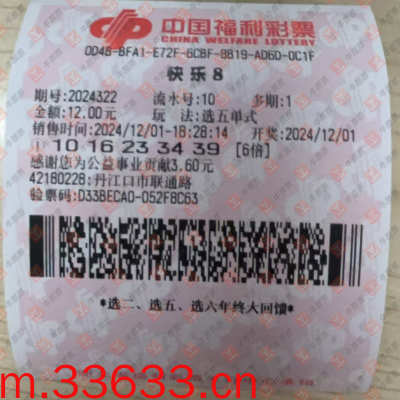 中国福利彩票
CHINA WELFARE LOTTERY
004B-8FA1-E72F-6CBF-8819-AD6D-0C1F
快乐8
期号:2024322 流水号:10 多期:1
金额:12.00元 玩 法:选五单式
销售时间:2024/12/01-18:28:14 开奖:2024/12/01
10 16 23 34 39 [6倍]
感谢您为公益事业贡献3.60元
42180228:丹江口市联通路
验票码:D33BECAD-052F8C63
*选二、选五、选六年终大回馈*
m.33633.cn